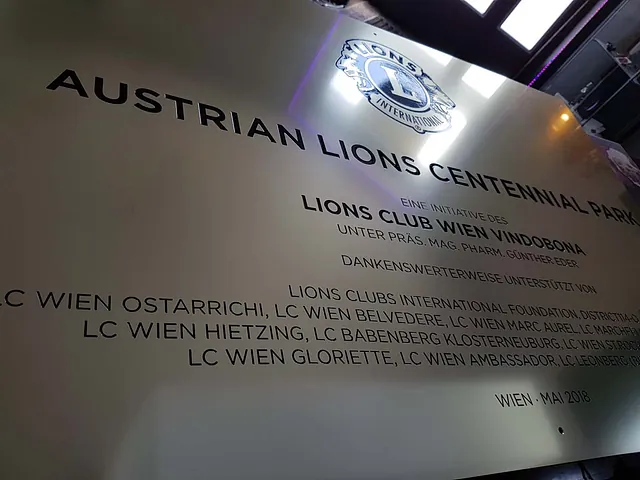 LIONS
L
INTERNATIONAL
AUSTRIAN LIONS CENTENNIAL PARK
EINE INITIATIVE DES
LIONS CLUB WIEN VINDOBONA
UNTER PRÄS. MAG. PHARM. GÜNTHER EDER
DANKENSWERTERWEISE UNTERSTÜTZT VON
LIONS CLUBS INTERNATIONAL FOUNDATION, DISTRICT
LC WIEN OSTARRICHI, LC WIEN BELVEDERE, LC WIEN MARC AUREL, LC
LC WIEN HIETZING, LC BABENBERG KLOSTERNEUBURG, LC WIEN
LC WIEN GLORIETTE, LC WIEN AMBASSADOR, LC LEONBERG
WIEN · MAI 2018